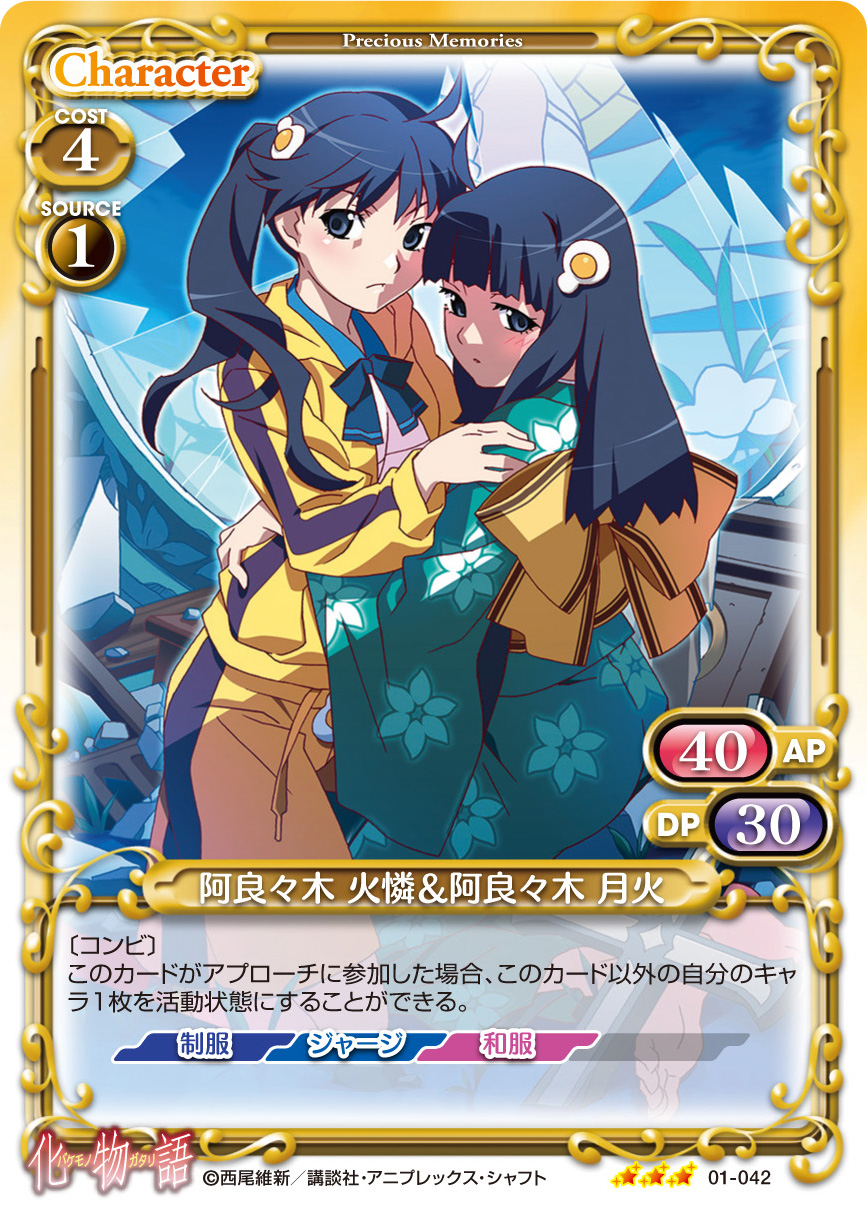 Precious Memories
Character
COST
4
SOURCE
1
40 AP
DP 30
阿良々木 火憐&阿良々木 月火
〔コンビ〕
このカードがアプローチに参加した場合、このカード以外の自分のキャ
ラ1枚を活動状態にすることができる。
制服 ジャージ 和服
化物語
バケモノ ガタリ
©西尾維新／講談社・アニプレックス・シャフト
01-042